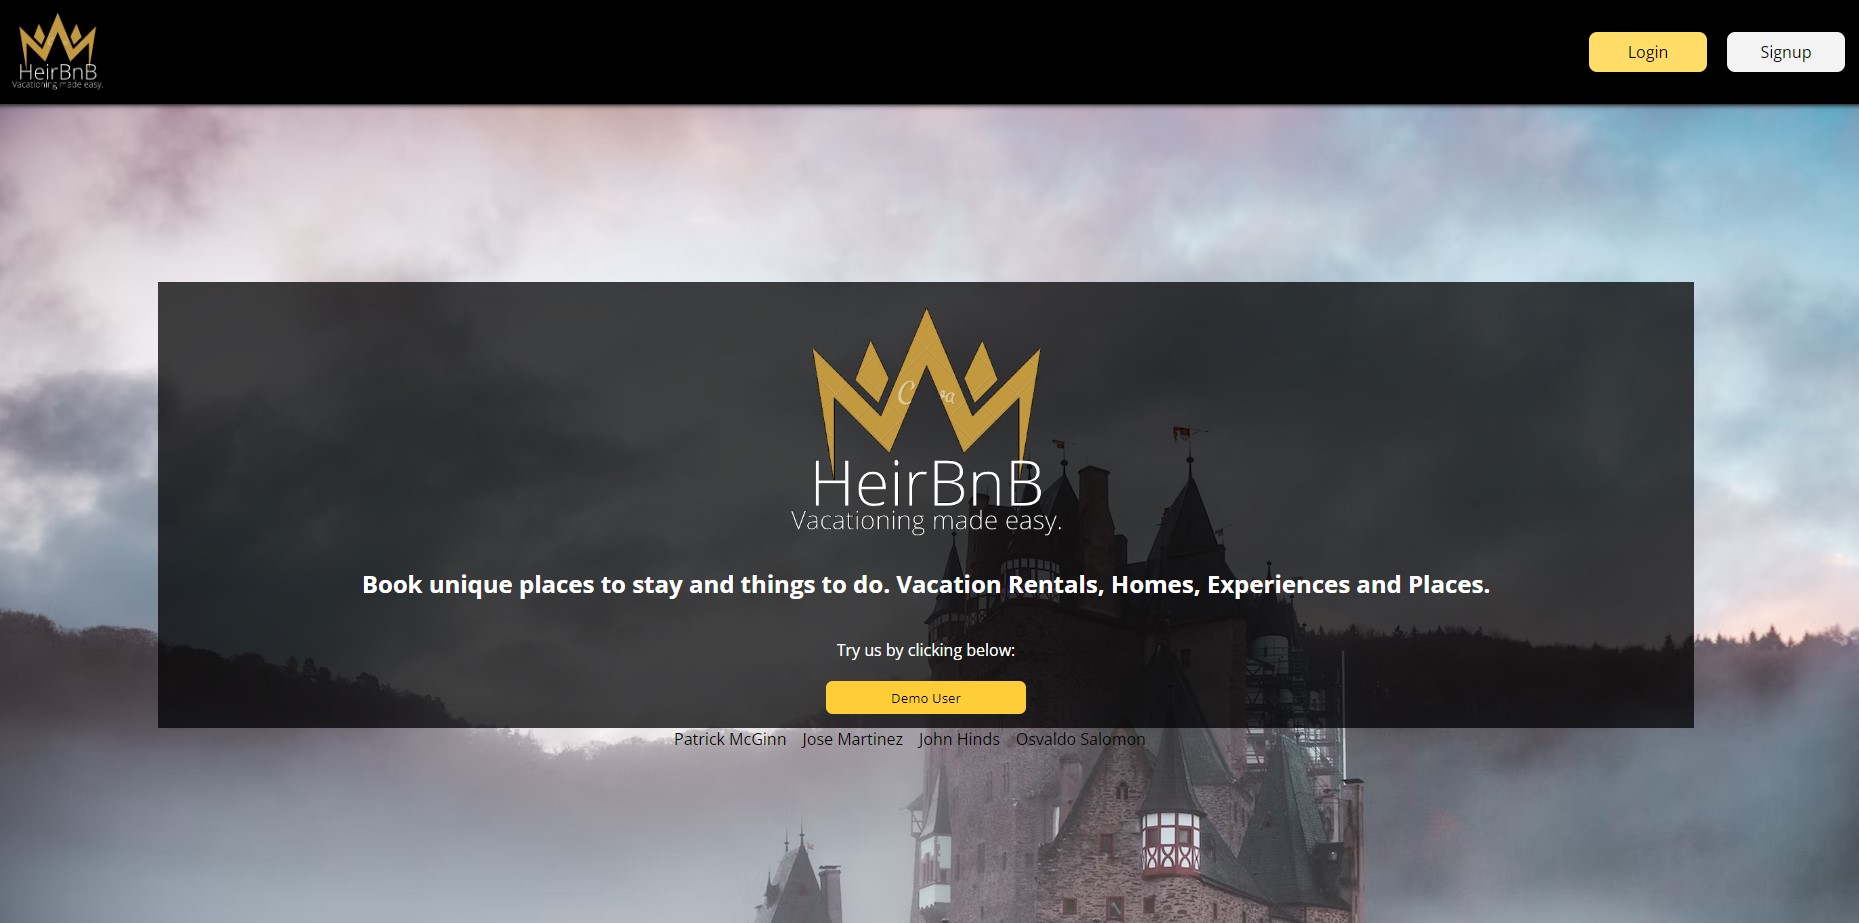 HeirBnB
Vacationing made easy.
Login
Signup
HeirBnB
Vacationing made easy.
Book unique places to stay and things to do. Vacation Rentals, Homes, Experiences and Places.
Try us by clicking below:
Demo User
Patrick McGinn Jose Martinez John Hinds Osvaldo Salomon